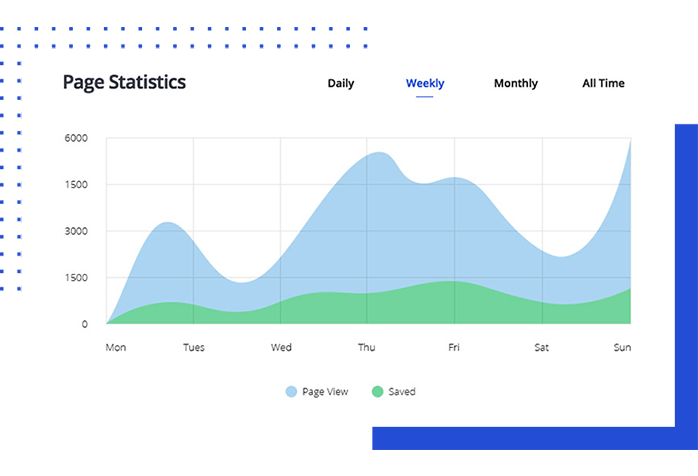 Page Statistics
Daily Weekly Monthly All Time
6000
1500
3000
1500
0
Mon Tues Wed Thu Fri Sat Sun
Page View Saved